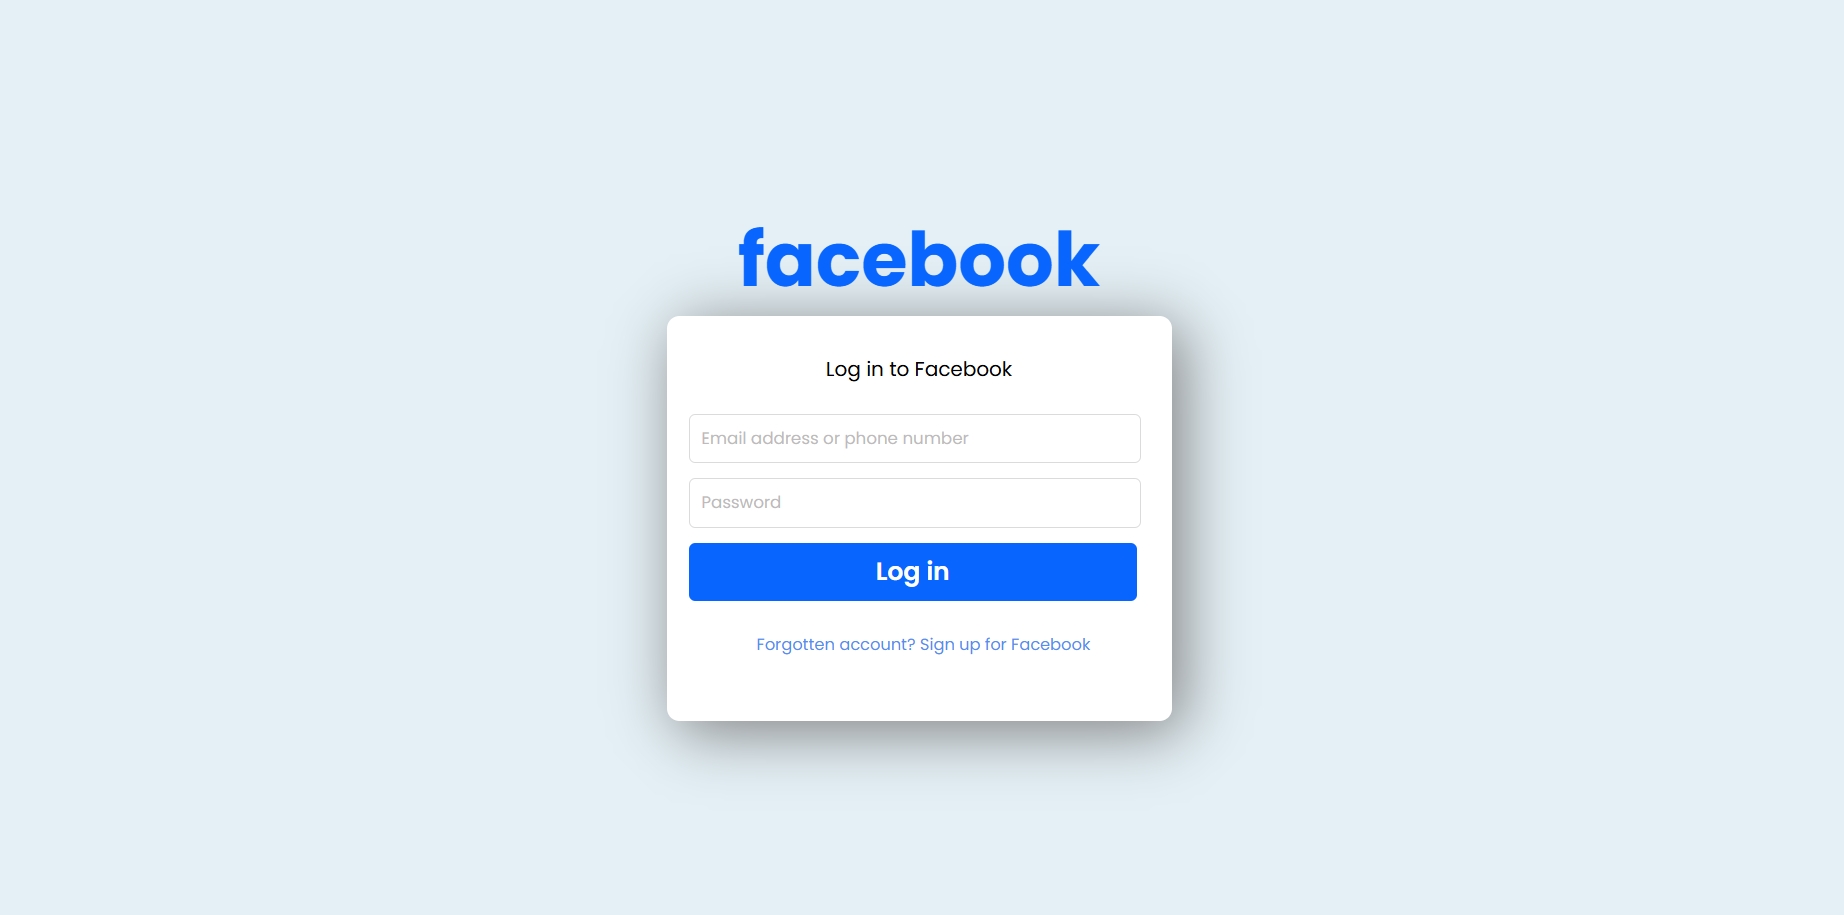 facebook
Log in to Facebook
Email address or phone number
Password
Log in
Forgotten account? Sign up for Facebook